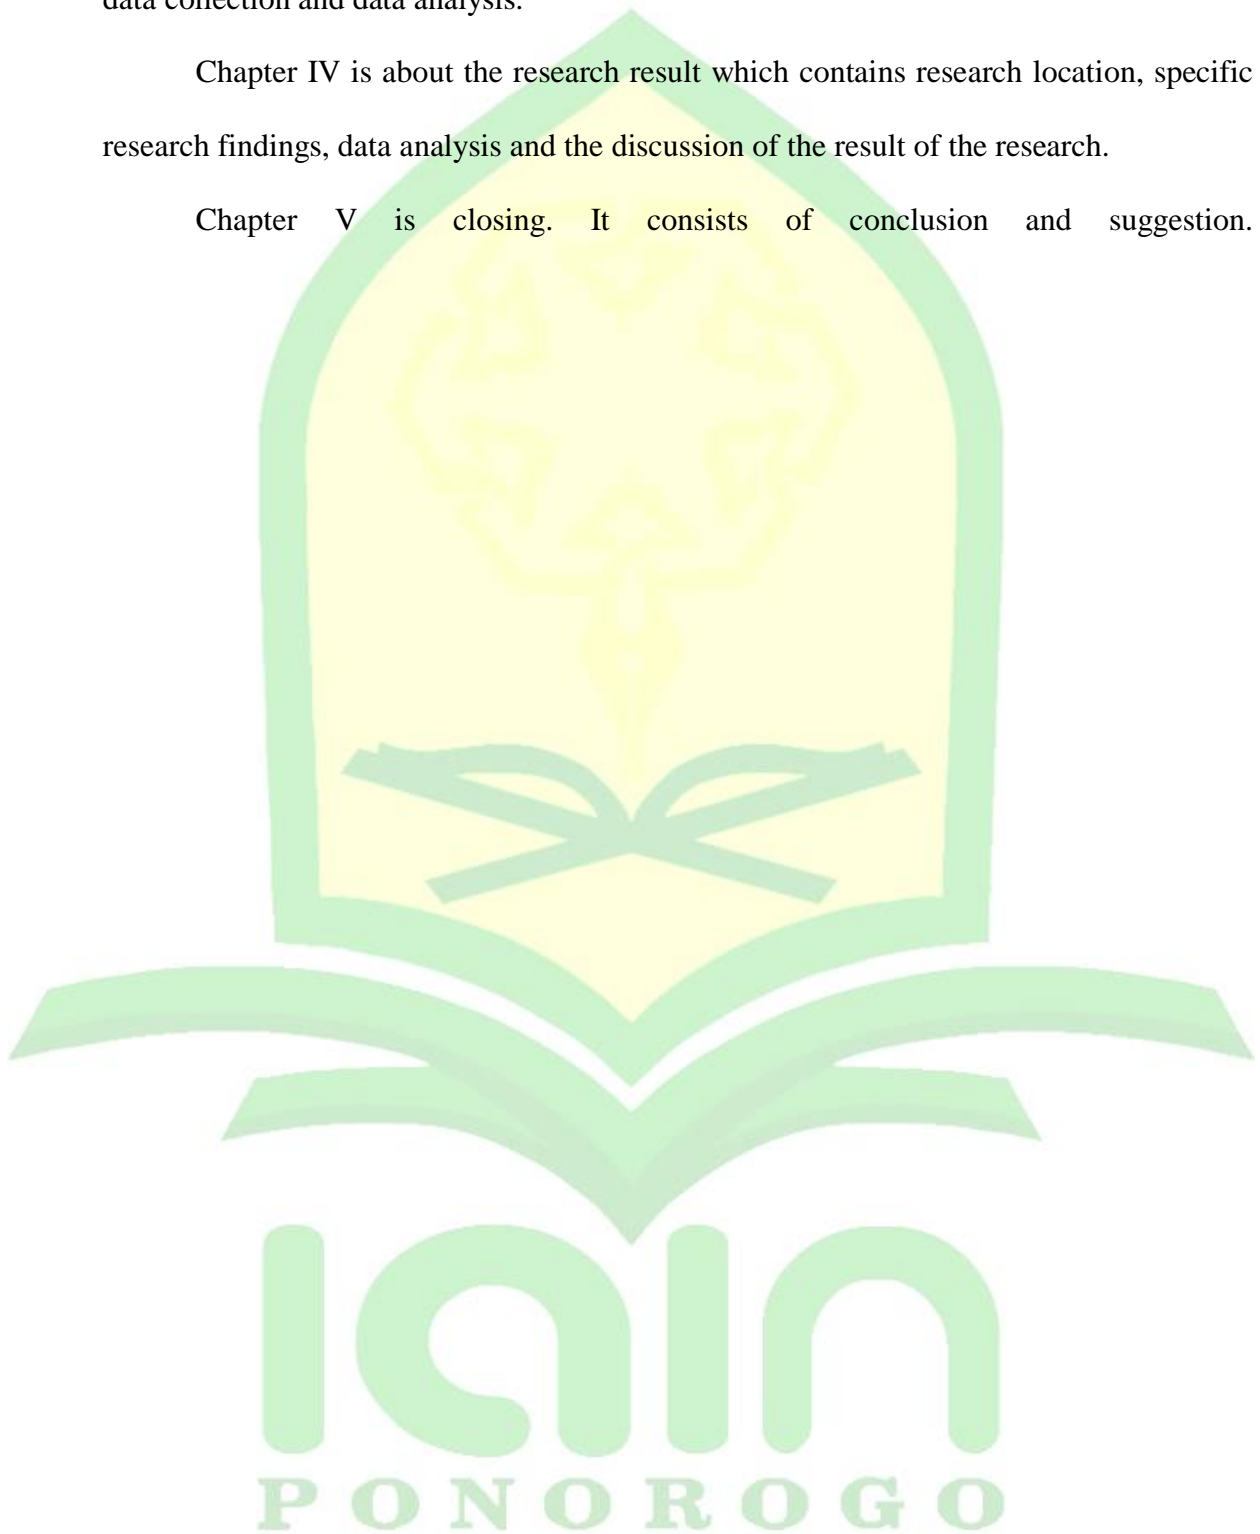 data collection and data analysis.
Chapter IV is about the research result which contains research location, specific
research findings, data analysis and the discussion of the result of the research.
Chapter V is closing. It consists of conclusion and suggestion.
iain
PONOROGO